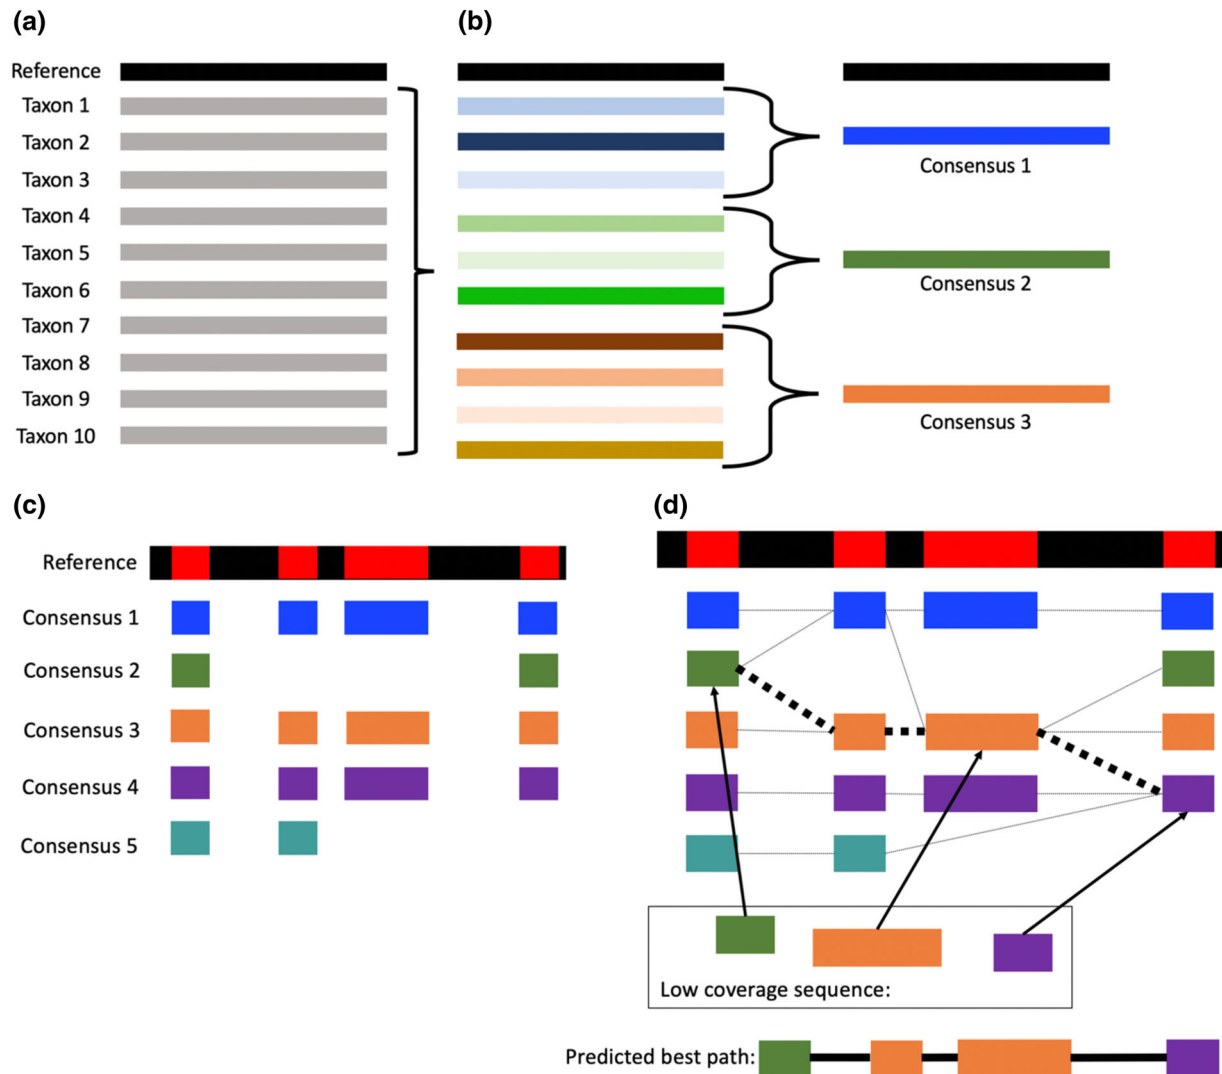 (a)
(b)
Reference
Taxon 1
Taxon 2
Taxon 3
Taxon 4
Taxon 5
Taxon 6
Taxon 7
Taxon 8
Taxon 9
Taxon 10
Consensus 1
Consensus 2
Consensus 3
(c)
Reference
Consensus 1
Consensus 2
Consensus 3
Consensus 4
Consensus 5
(d)
Low coverage sequence:
Predicted best path: